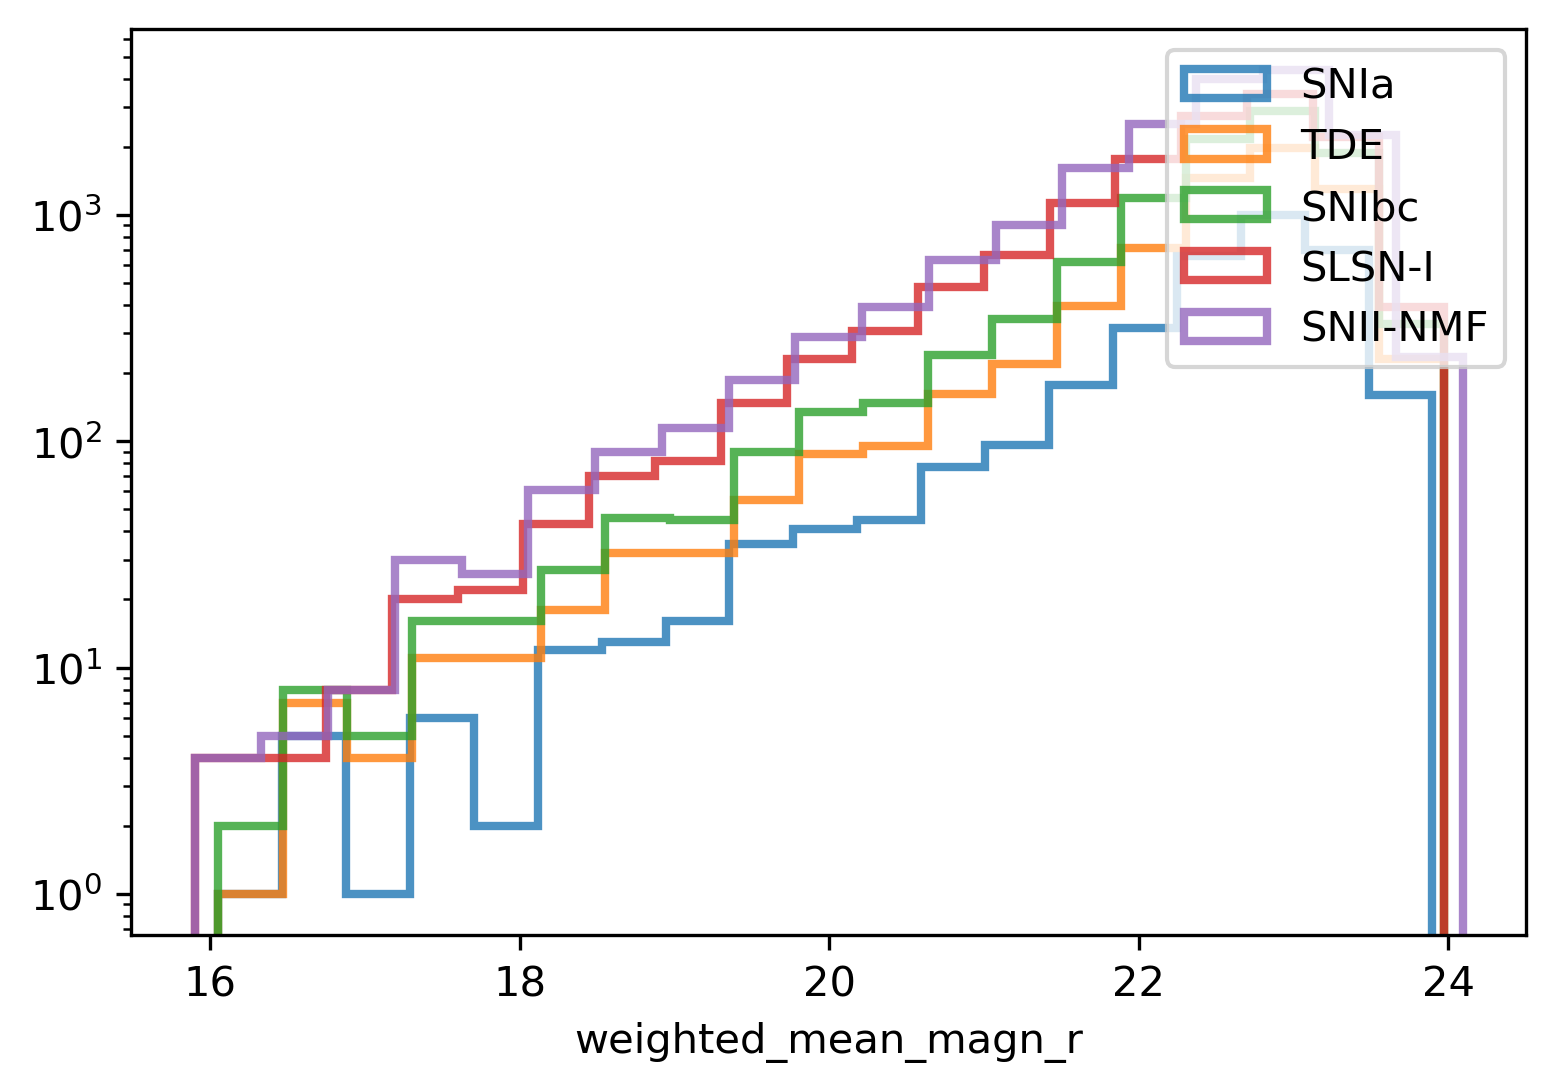 10³
10²
10¹
10⁰
SNIa
TDE
SNIbc
SLSN-I
SNII-NMF
16 18 20 22 24
weighted_mean_magn_r